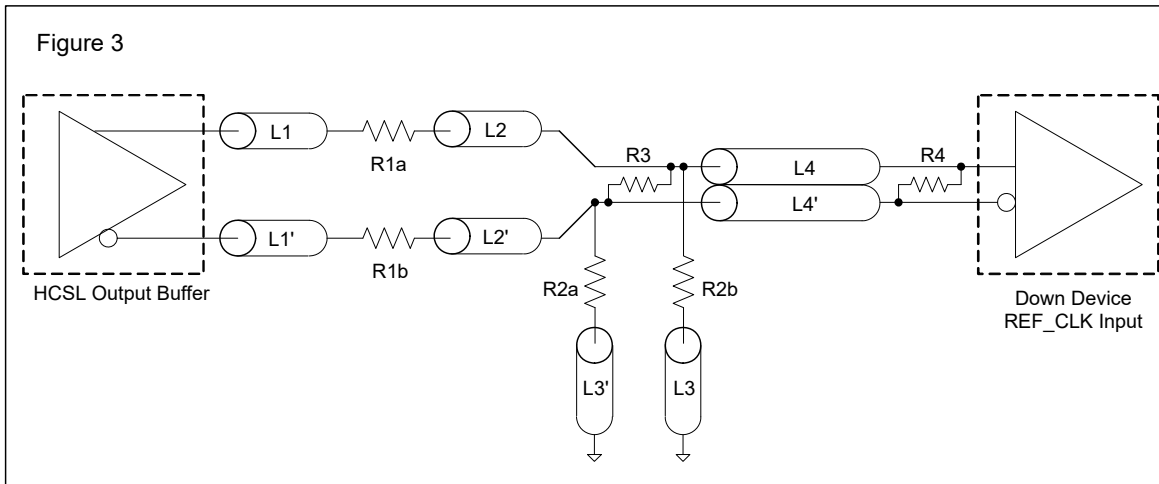 Figure 3
L1
R1a
L2
R3
L4
R4
L4'
L1'
R1b
L2'
HCSL Output Buffer
R2a
R2b
Down Device
REF_CLK Input
L3'
L3